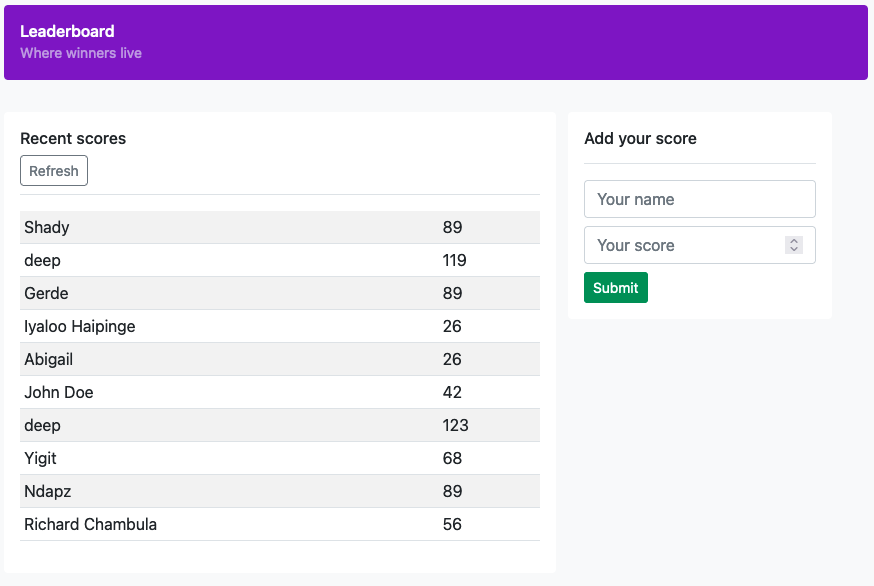 Leaderboard
Where winners live
Recent scores
Refresh
Shady 89
deep 119
Gerde 89
Iyaloo Haipinge 26
Abigail 26
John Doe 42
deep 123
Yigit 68
Ndapz 89
Richard Chambula 56
Add your score
Your name
Your score
Submit